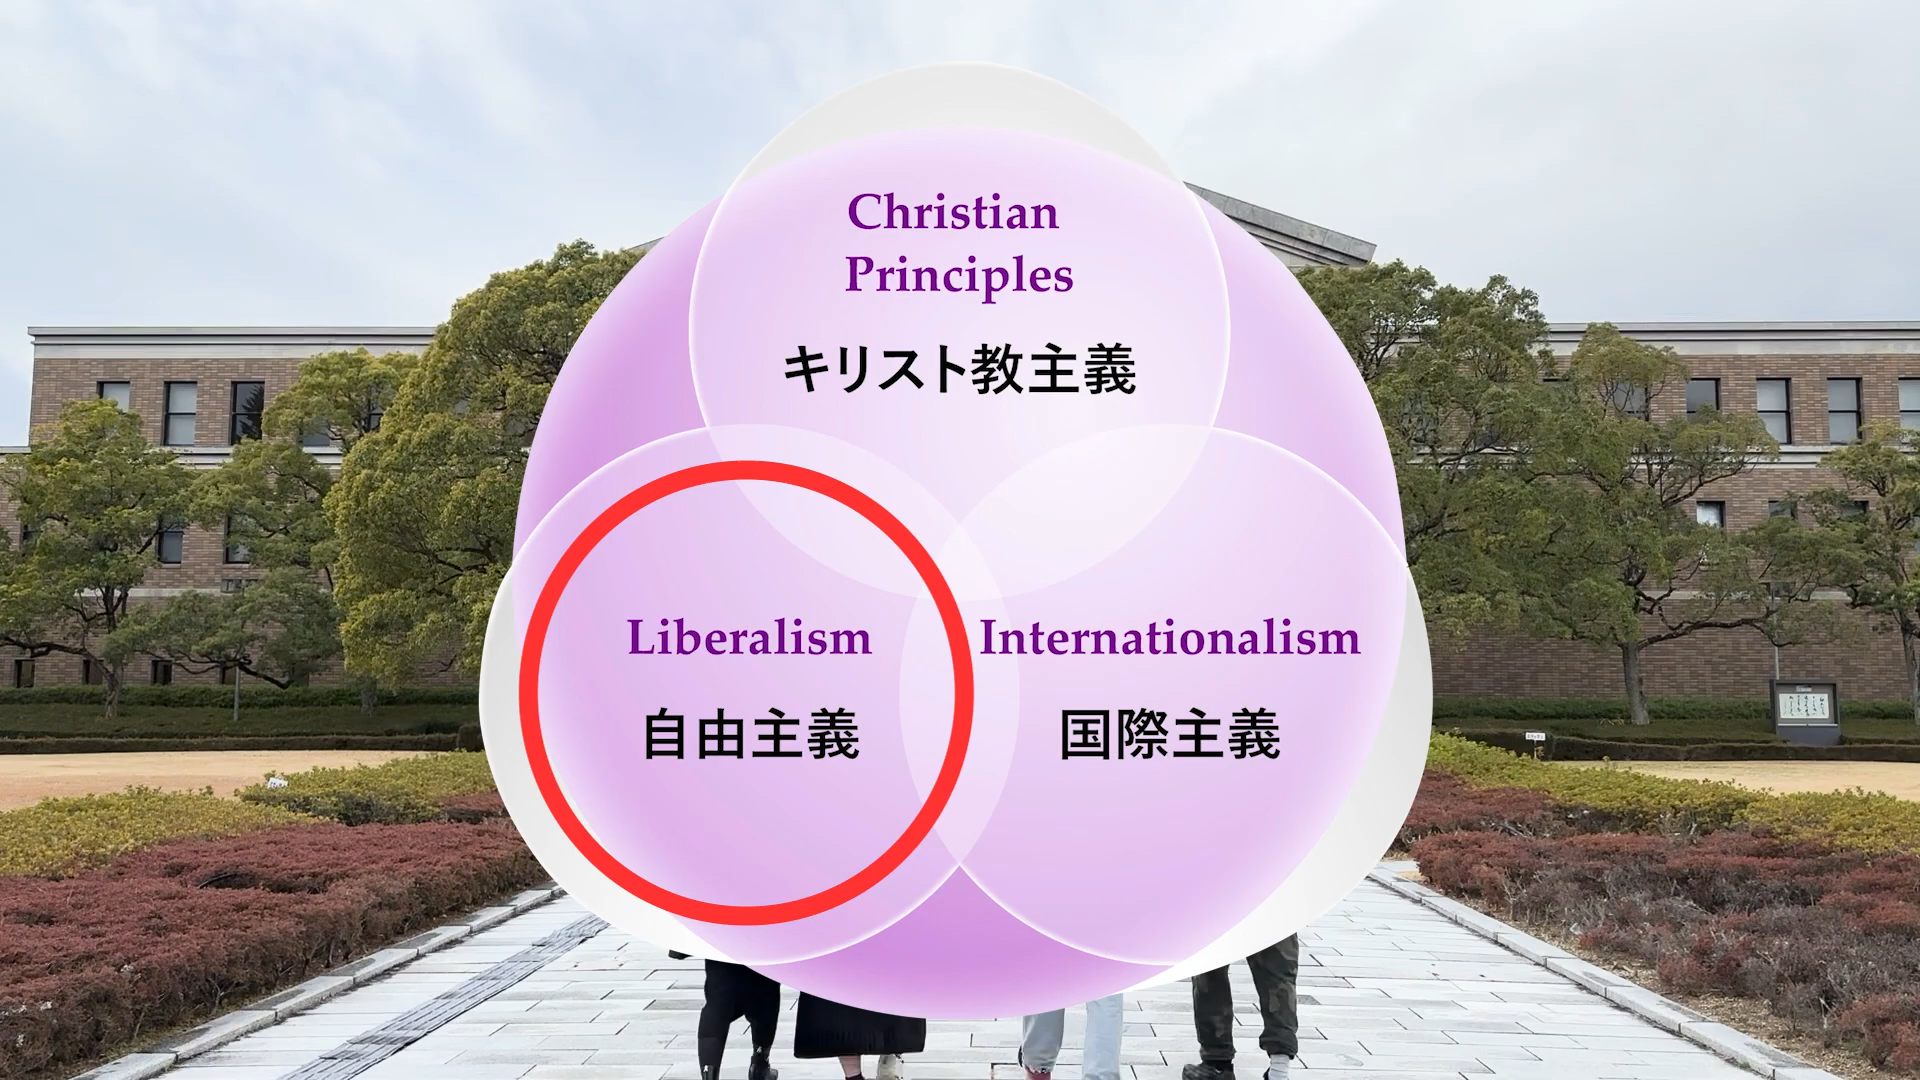 Christian
Principles
キリスト教主義
Liberalism
自由主義
Internationalism
国際主義